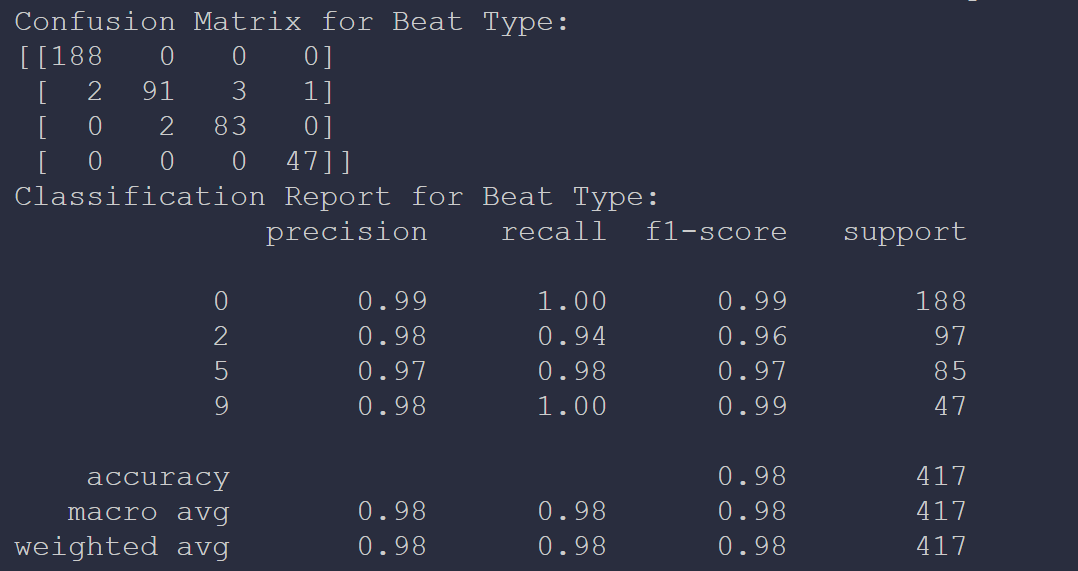 Confusion Matrix for Beat Type:
[[188   0   0   0]
 [  2  91   3   1]
 [  0   2  83   0]
 [  0   0   0  47]]
Classification Report for Beat Type:
              precision    recall  f1-score   support

           0       0.99      1.00      0.99       188
           2       0.98      0.94      0.96        97
           5       0.97      0.98      0.97        85
           9       0.98      1.00      0.99        47

    accuracy                           0.98       417
   macro avg       0.98      0.98      0.98       417
weighted avg       0.98      0.98      0.98       417